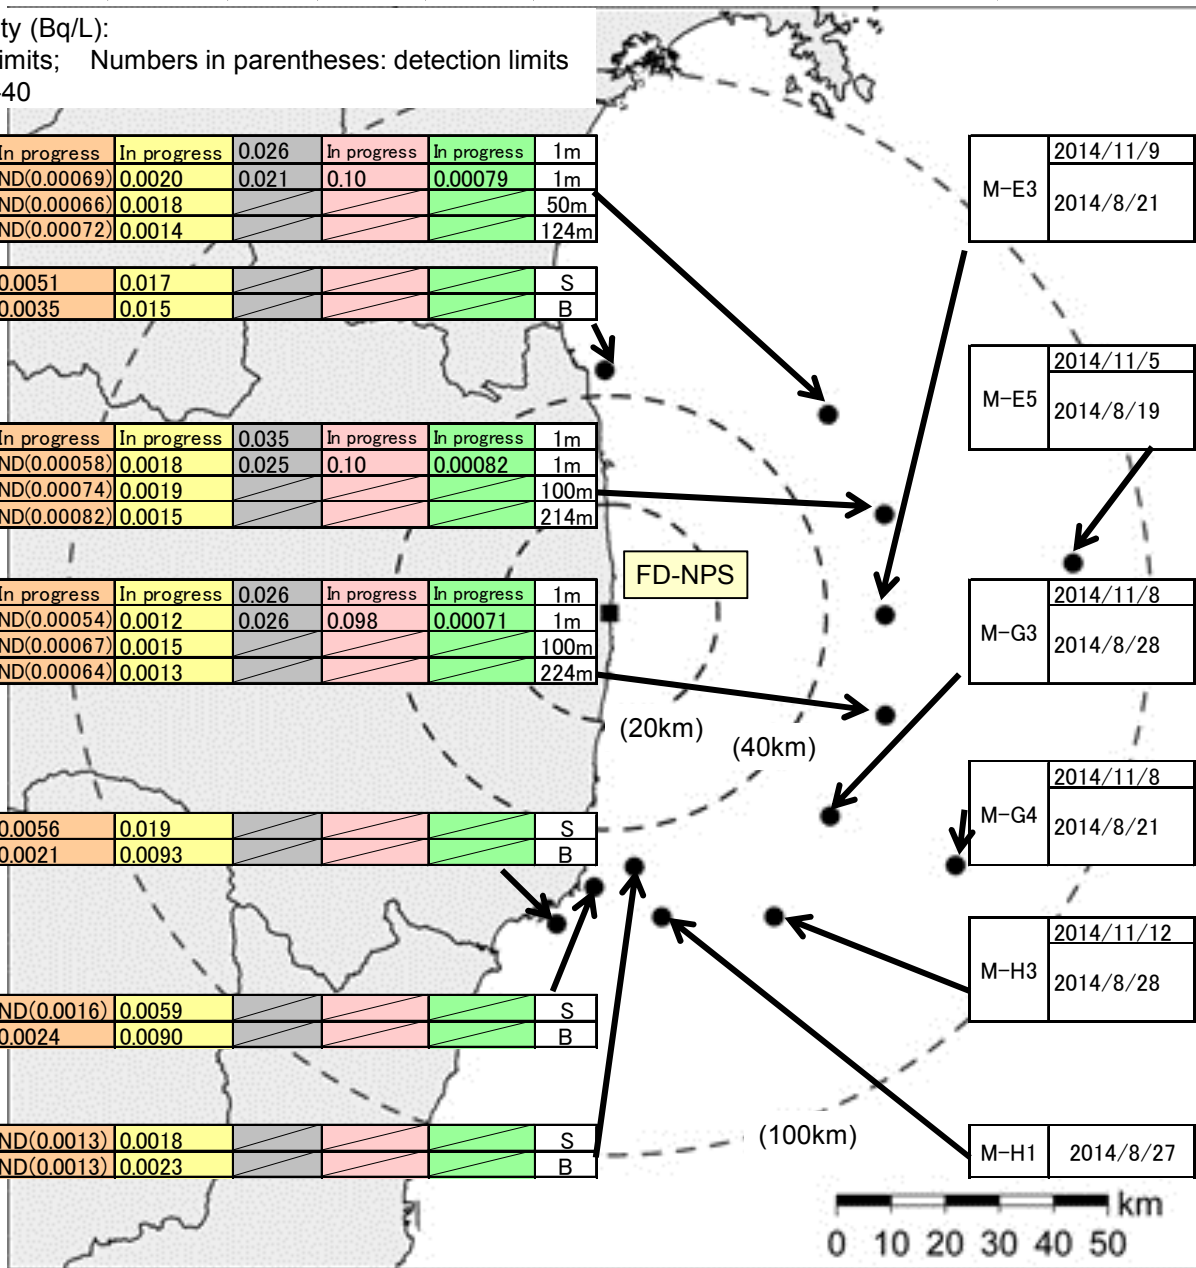 ty (Bq/L):
imits; Numbers in parentheses: detection limits
40
In progress In progress 0.026 In progress In progress 1m
ND(0.00069) 0.0020 0.021 0.10 0.00079 1m
ND(0.00066) 0.0018 50m
ND(0.00072) 0.0014 124m
M-E3 2014/11/9
2014/8/21
0.0051 0.017 S
0.0035 0.015 B
M-E5 2014/11/5
2014/8/19
In progress In progress 0.035 In progress In progress 1m
ND(0.00058) 0.0018 0.025 0.10 0.00082 1m
ND(0.00074) 0.0019 100m
ND(0.00082) 0.0015 214m
FD-NPS
In progress In progress 0.026 In progress In progress 1m
ND(0.00054) 0.0012 0.026 0.098 0.00071 1m
ND(0.00067) 0.0015 100m
ND(0.00064) 0.0013 224m
M-G3 2014/11/8
2014/8/28
(20km)
(40km)
M-G4 2014/11/8
2014/8/21
0.0056 0.019 S
0.0021 0.0093 B
M-H3 2014/11/12
2014/8/28
ND(0.0016) 0.0059 S
0.0024 0.0090 B
ND(0.0013) 0.0018 S
ND(0.0013) 0.0023 B
(100km)
M-H1 2014/8/27
km
0 10 20 30 40 50